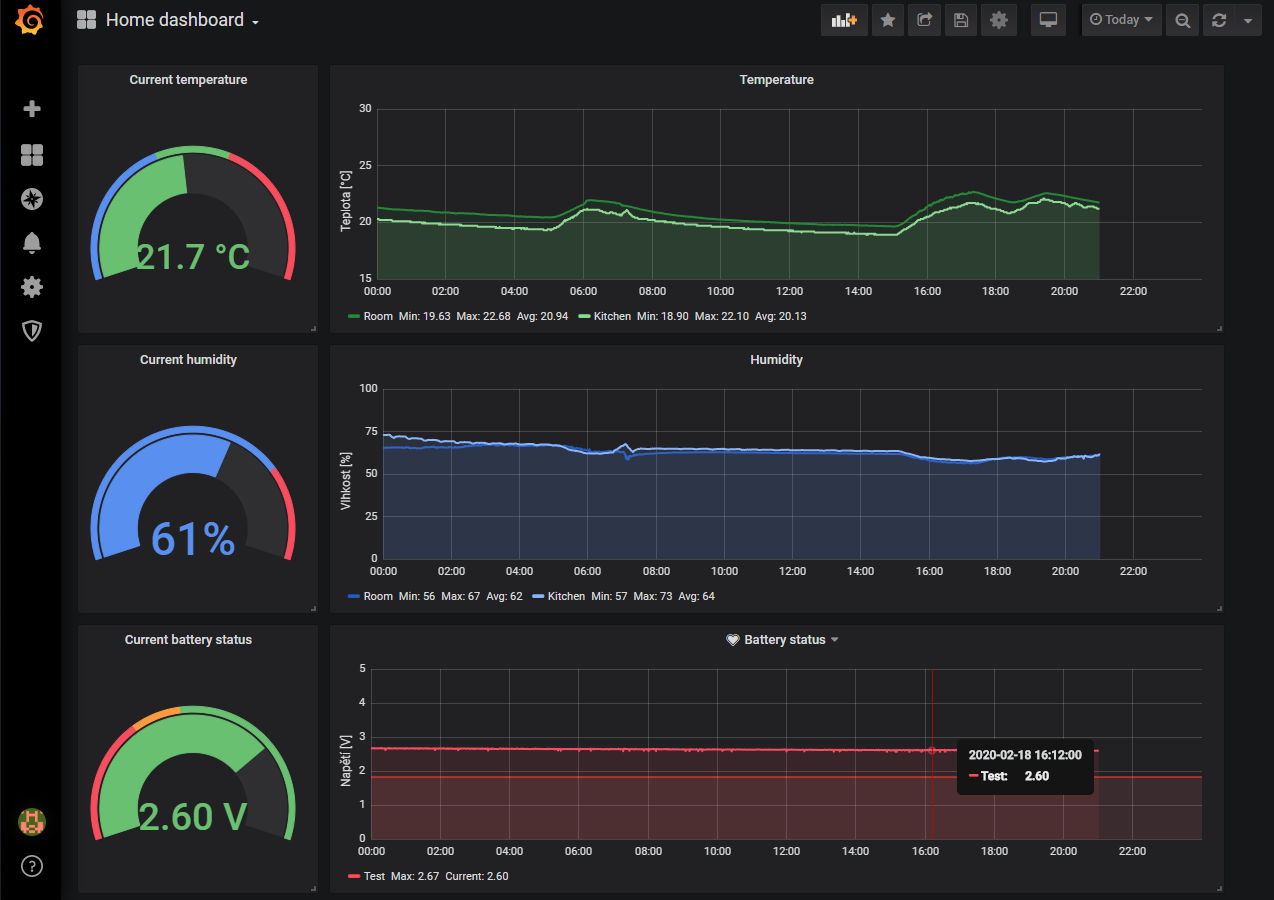 Home dashboard
Today
Current temperature
21.7 °C
Temperature
Teplota [°C]
30
25
20
15
00:00 02:00 04:00 06:00 08:00 10:00 12:00 14:00 16:00 18:00 20:00 22:00
Room Min: 19.63 Max: 22.68 Avg: 20.94 Kitchen Min: 18.90 Max: 22.10 Avg: 20.13
Current humidity
61%
Humidity
Vlhkost [%]
100
75
50
25
0
00:00 02:00 04:00 06:00 08:00 10:00 12:00 14:00 16:00 18:00 20:00 22:00
Room Min: 56 Max: 67 Avg: 62 Kitchen Min: 57 Max: 73 Avg: 64
Current battery status
2.60 V
Battery status
Napětí [V]
5
4
3
2
1
0
2020-02-18 16:12:00
Test: 2.60
00:00 02:00 04:00 06:00 08:00 10:00 12:00 14:00 16:00 18:00 20:00 22:00
Test Max: 2.67 Current: 2.60